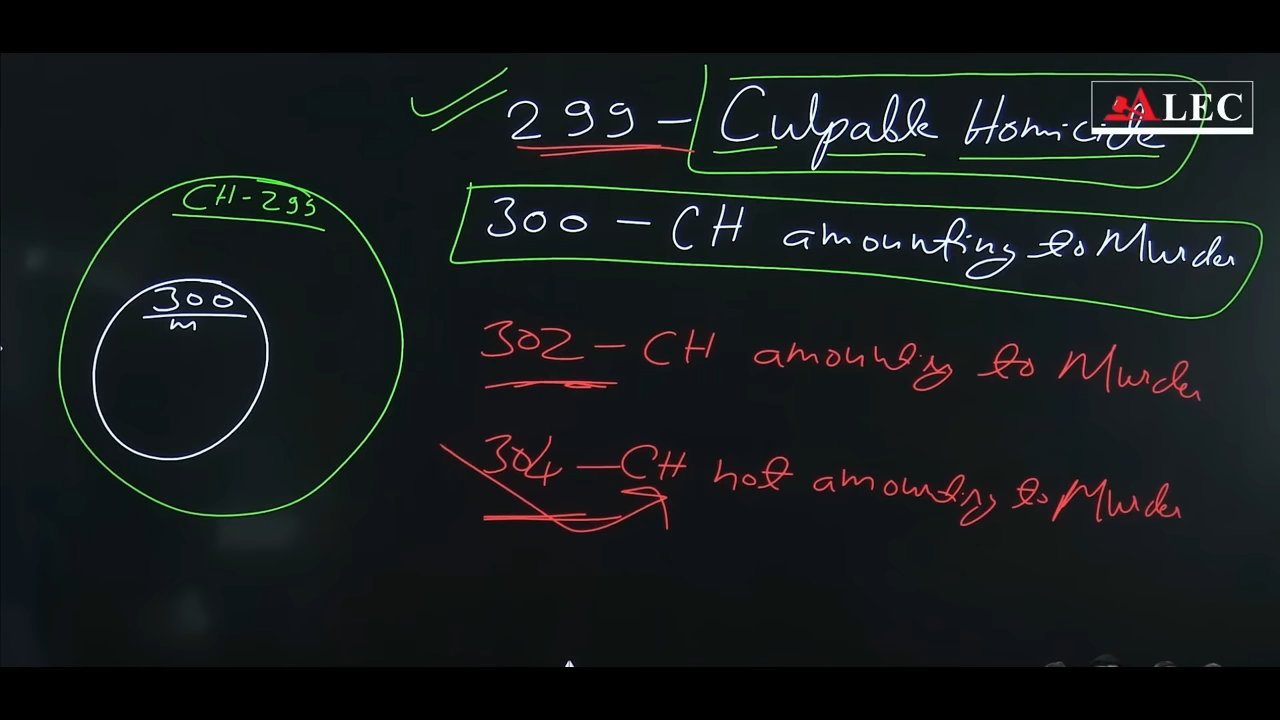 ALEC
299 - Culpable Homicide
CH-299
300 - CH amounting to Murder
300
m
302 - CH amounting to Murder
304 - CH not amounting to Murder